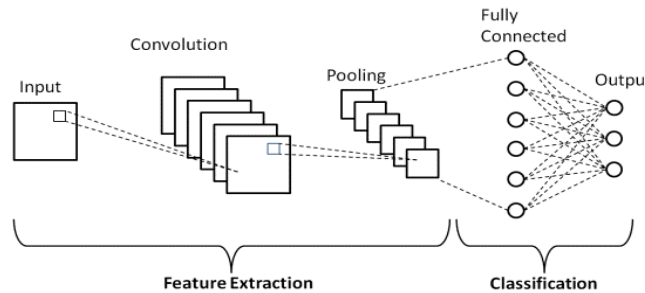 Fully
Connected
Convolution
Pooling
Input
Outpu
Feature Extraction
Classification